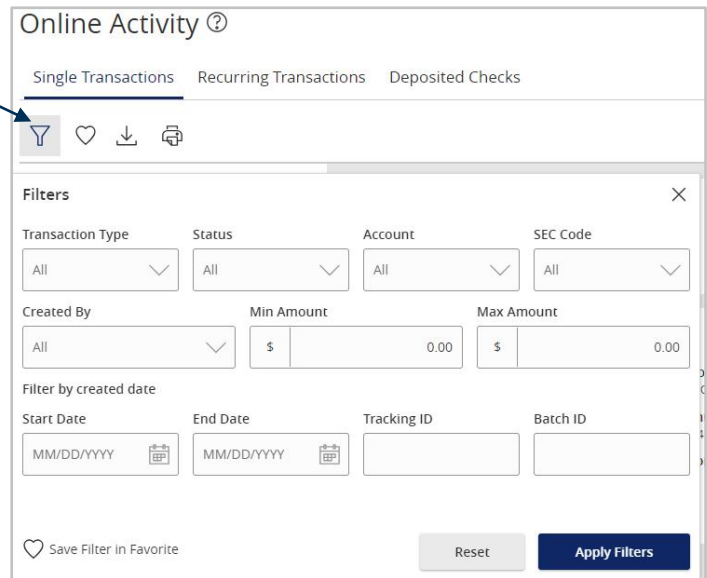 Online Activity ?
Single Transactions Recurring Transactions Deposited Checks
Filters
Transaction Type Status Account SEC Code
All All All All
Created By Min Amount Max Amount
All $ 0.00 $ 0.00
Filter by created date
Start Date End Date Tracking ID Batch ID
MM/DD/YYYY MM/DD/YYYY
Save Filter in Favorite Reset Apply Filters